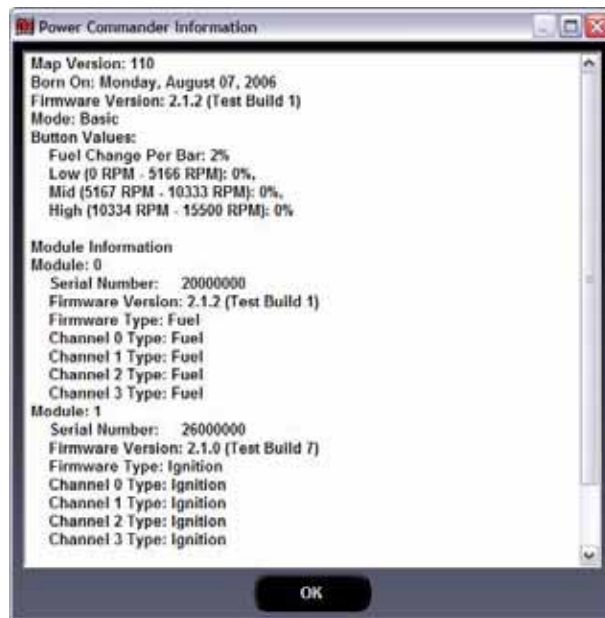 Power Commander Information
Map Version: 110
Born On: Monday, August 07, 2006
Firmware Version: 2.1.2 (Test Build 1)
Mode: Basic
Button Values:
Fuel Change Per Bar: 2%
Low (0 RPM - 5166 RPM): 0%,
Mid (5167 RPM - 10333 RPM): 0%,
High (10334 RPM - 15500 RPM): 0%
Module Information
Module: 0
Serial Number: 20000000
Firmware Version: 2.1.2 (Test Build 1)
Firmware Type: Fuel
Channel 0 Type: Fuel
Channel 1 Type: Fuel
Channel 2 Type: Fuel
Channel 3 Type: Fuel
Module: 1
Serial Number: 26000000
Firmware Version: 2.1.0 (Test Build 7)
Firmware Type: Ignition
Channel 0 Type: Ignition
Channel 1 Type: Ignition
Channel 2 Type: Ignition
Channel 3 Type: Ignition
OK